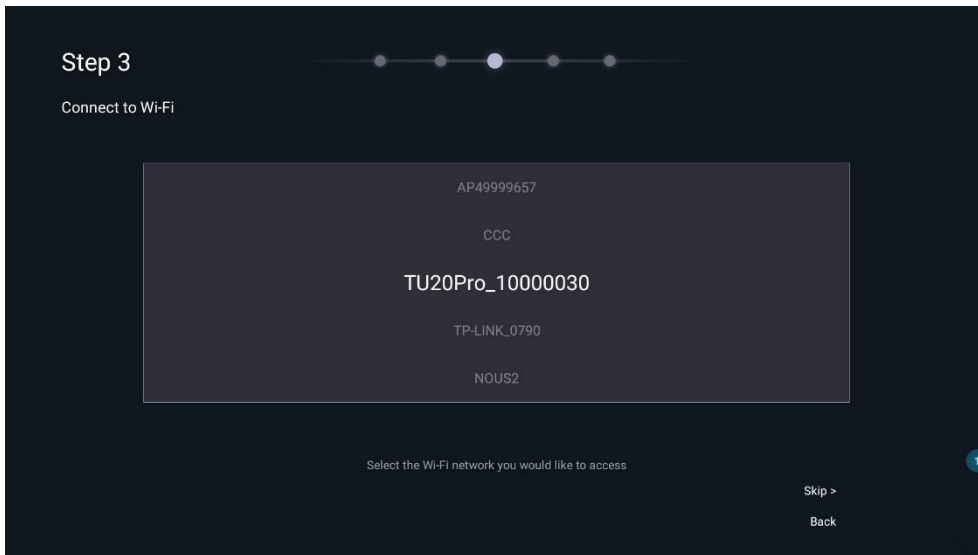 Step 3
Connect to Wi-Fi
AP49999657
CCC
TU20Pro_10000030
TP-LINK_0790
NOUS2
Select the Wi-Fi network you would like to access
Skip >
Back